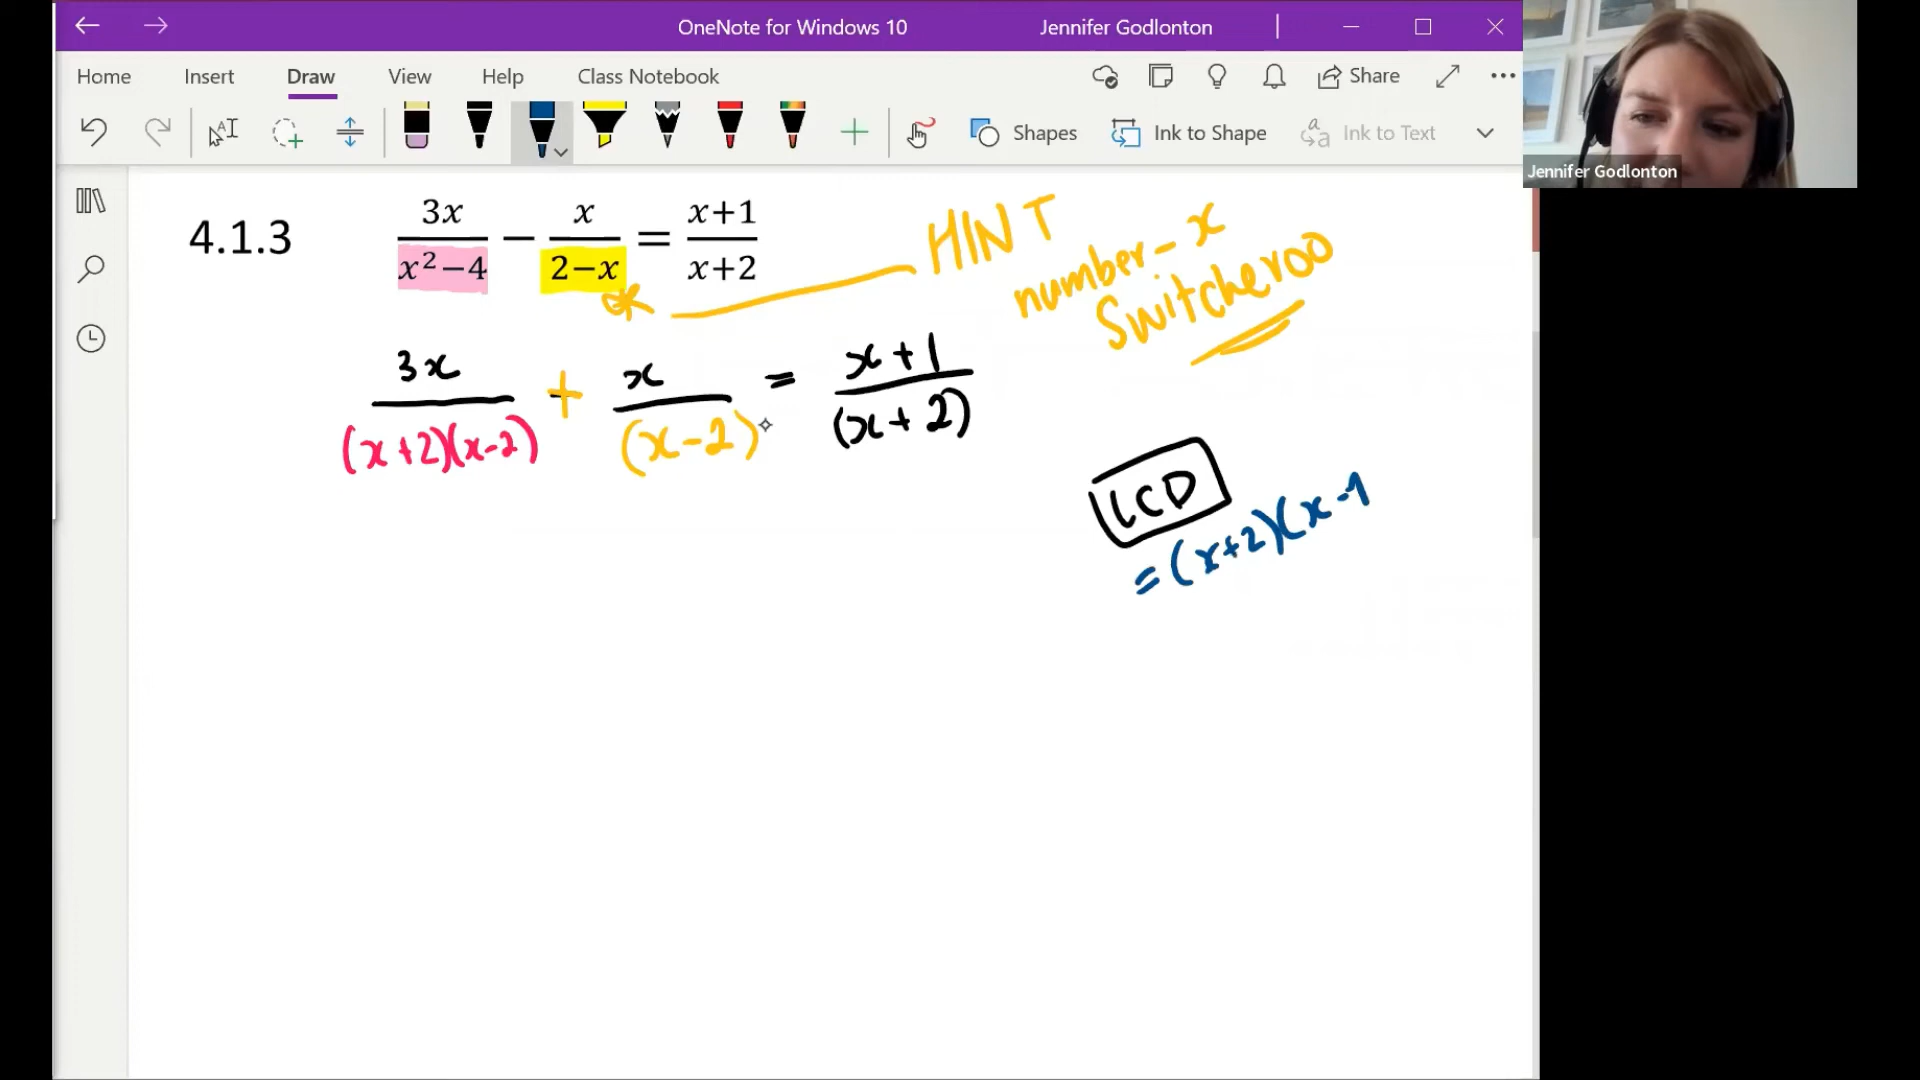 OneNote for Windows 10
Jennifer Godlonton
Home Insert Draw View Help Class Notebook
Share
Shapes Ink to Shape Ink to Text
Jennifer Godlonton
4.1.3 3x/(x²−4) − x/(2−x) = (x+1)/(x+2)
HINT
number - x
Switcheroo
3x/((x+2)(x-2)) + x/(x-2) = (x+1)/(x+2)
LCD
= (x+2)(x-